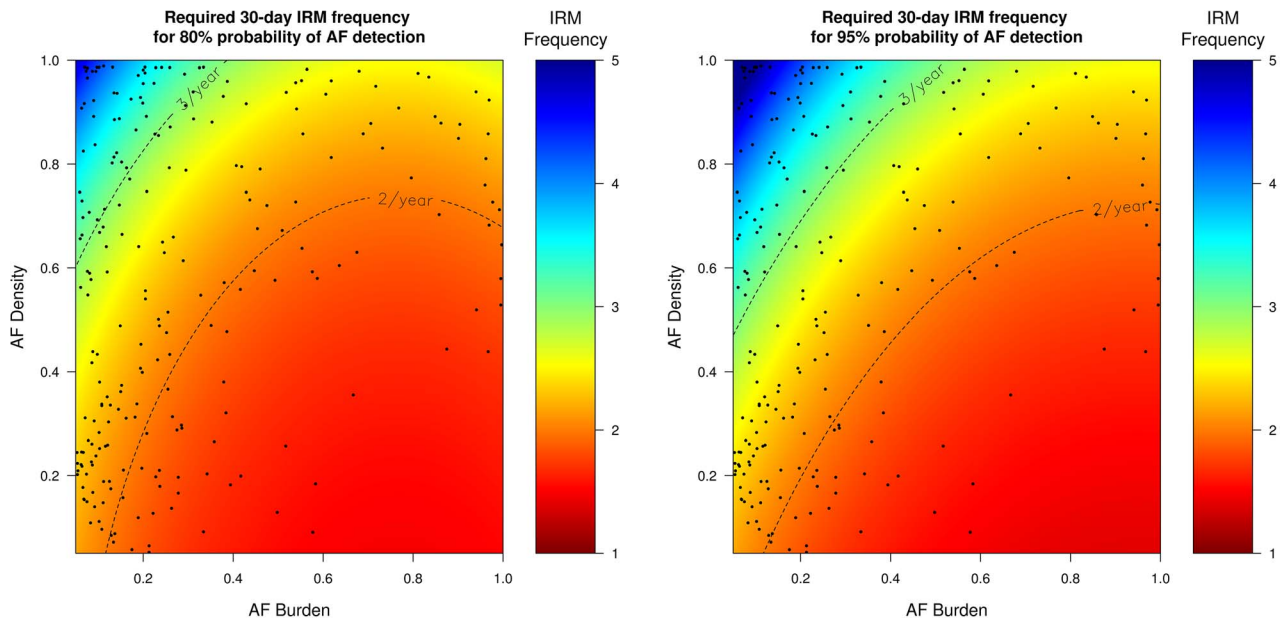 Required 30-day IRM frequency
for 80% probability of AF detection
IRM
Frequency
1.0
0.8
0.6
0.4
0.2
AF Density
3/year
2/year
0.2
0.4
0.6
0.8
1.0
AF Burden
5
4
3
2
1
Required 30-day IRM frequency
for 95% probability of AF detection
IRM
Frequency
1.0
0.8
0.6
0.4
0.2
AF Density
3/year
2/year
0.2
0.4
0.6
0.8
1.0
AF Burden
5
4
3
2
1